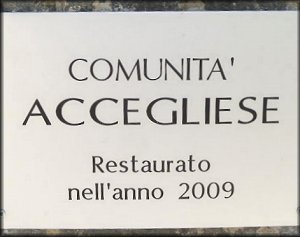 COMUNITA'
ACCEGLIESE
Restaurato
nell'anno 2009